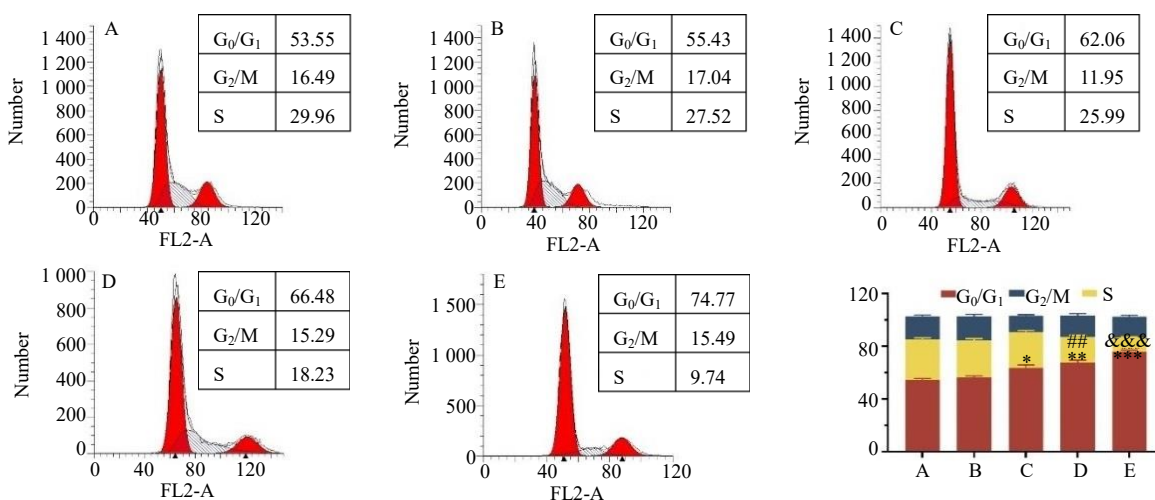 A
G₀/G₁ 53.55
G₂/M 16.49
S 29.96
1 400
1 200
1 000
800
600
400
200
0
Number
0 40 80 120
FL2-A
B
G₀/G₁ 55.43
G₂/M 17.04
S 27.52
1 400
1 200
1 000
800
600
400
200
0
Number
0 40 80 120
FL2-A
C
G₀/G₁ 62.06
G₂/M 11.95
S 25.99
1 400
1 200
1 000
800
600
400
200
0
Number
0 40 80 120
FL2-A
D
G₀/G₁ 66.48
G₂/M 15.29
S 18.23
1 000
800
600
400
200
0
Number
0 40 80 120
FL2-A
E
G₀/G₁ 74.77
G₂/M 15.49
S 9.74
1 500
1 000
500
0
Number
0 40 80 120
FL2-A
G₀/G₁ G₂/M S
120
80
40
0
## &&&
* ** ***
A B C D E